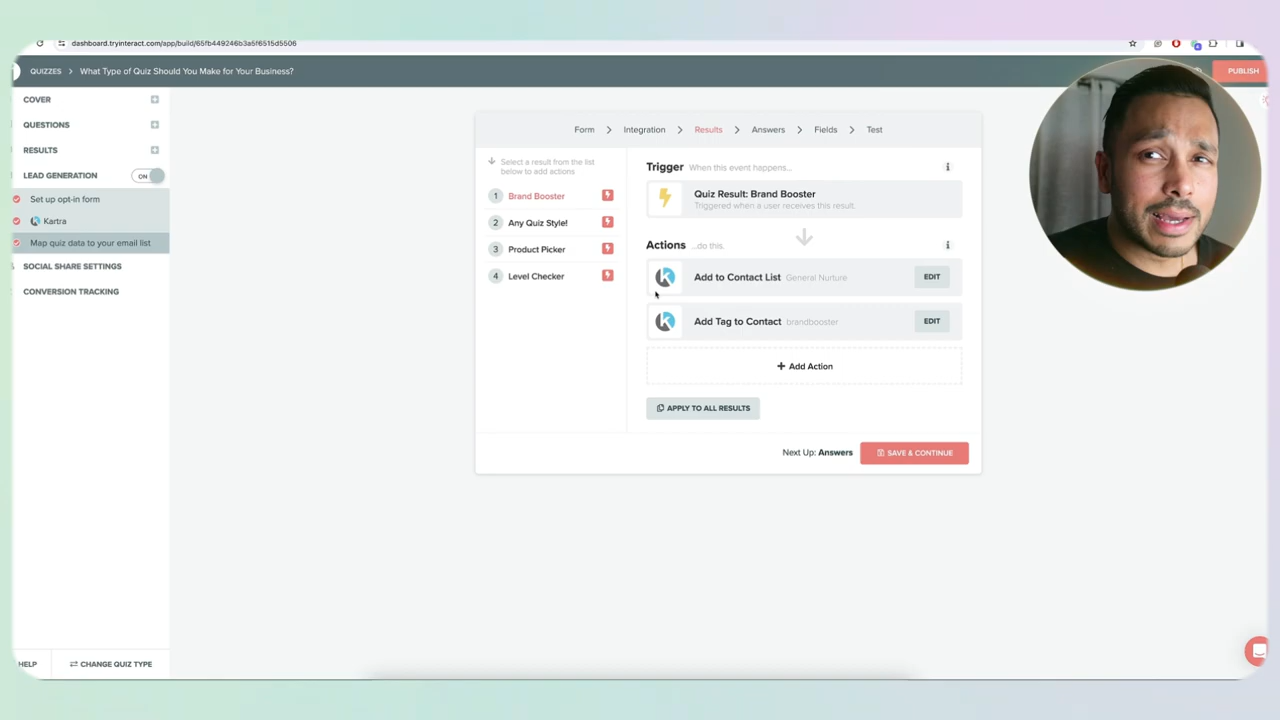 dashboard.tryinteract.com/app/build/65fb449246b3a5f6515d5506
QUIZZES > What Type of Quiz Should You Make for Your Business?
PUBLISH
COVER
QUESTIONS
RESULTS
LEAD GENERATION
ON
Set up opt-in form
Kartra
Map quiz data to your email list
SOCIAL SHARE SETTINGS
CONVERSION TRACKING
HELP
CHANGE QUIZ TYPE
Form > Integration > Results > Answers > Fields > Test
Select a result from the list
below to add actions
1 Brand Booster
2 Any Quiz Style!
3 Product Picker
4 Level Checker
Trigger When this event happens...
Quiz Result: Brand Booster
Triggered when a user receives this result.
Actions ...do this.
Add to Contact List General Nurture
EDIT
Add Tag to Contact brandbooster
EDIT
+ Add Action
APPLY TO ALL RESULTS
Next Up: Answers
SAVE & CONTINUE